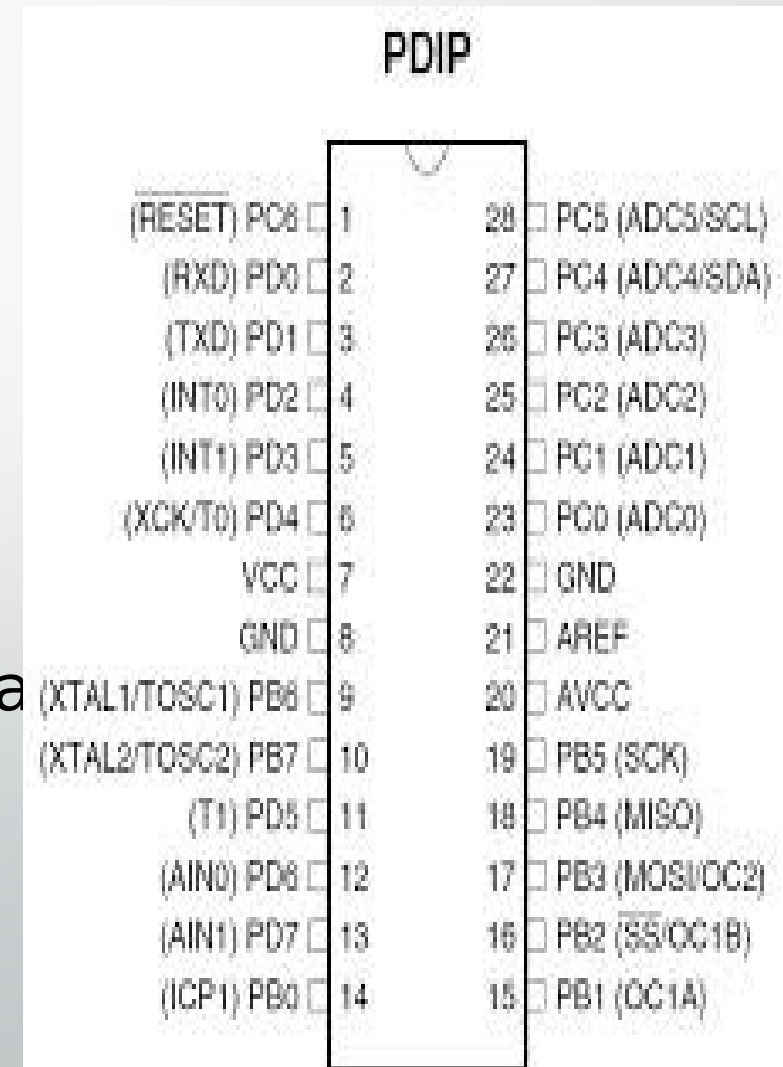 PDIP
(RESET) PC6 1 28 PC5 (ADC5/SCL)
(RXD) PD0 2 27 PC4 (ADC4/SDA)
(TXD) PD1 3 26 PC3 (ADC3)
(INT0) PD2 4 25 PC2 (ADC2)
(INT1) PD3 5 24 PC1 (ADC1)
(XCK/T0) PD4 6 23 PC0 (ADC0)
VCC 7 22 GND
GND 8 21 AREF
a (XTAL1/TOSC1) PB6 9 20 AVCC
(XTAL2/TOSC2) PB7 10 19 PB5 (SCK)
(T1) PD5 11 18 PB4 (MISO)
(AIN0) PD6 12 17 PB3 (MOSI/OC2)
(AIN1) PD7 13 16 PB2 (SS/OC1B)
(ICP1) PB0 14 15 PB1 (OC1A)